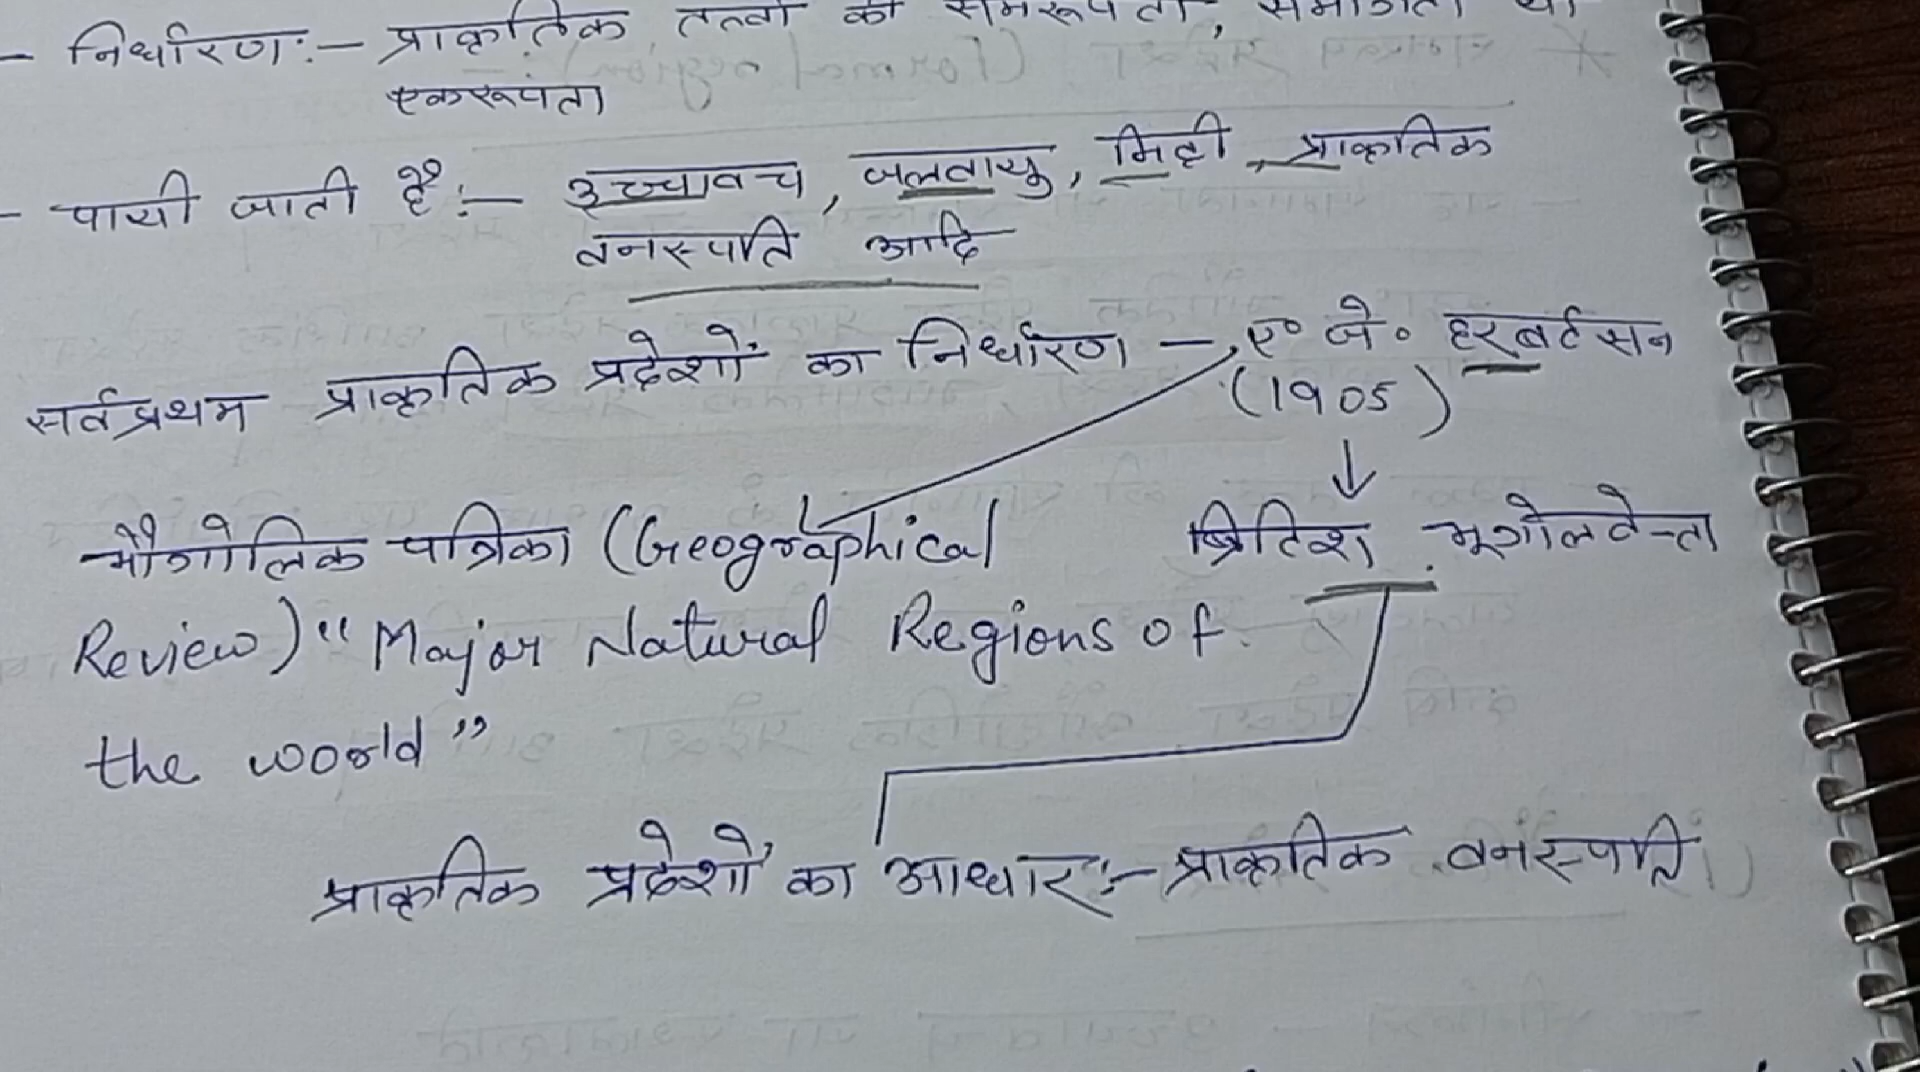 - निर्धारण:- प्राकृतिक तत्वों की समरूपता, समांगता या
एकरूपता
- पायी जाती है:- उच्चावच, जलवायु, मिट्टी, प्राकृतिक
वनस्पति आदि
सर्वप्रथम प्राकृतिक प्रदेशों का निर्धारण - ए० जे० हरबर्टसन
(1905)
भौगोलिक पत्रिका (Geographical ब्रिटिश भूगोलवेत्ता
Review) "Major Natural Regions of
the world"
प्राकृतिक प्रदेशों का आधार:- प्राकृतिक वनस्पति